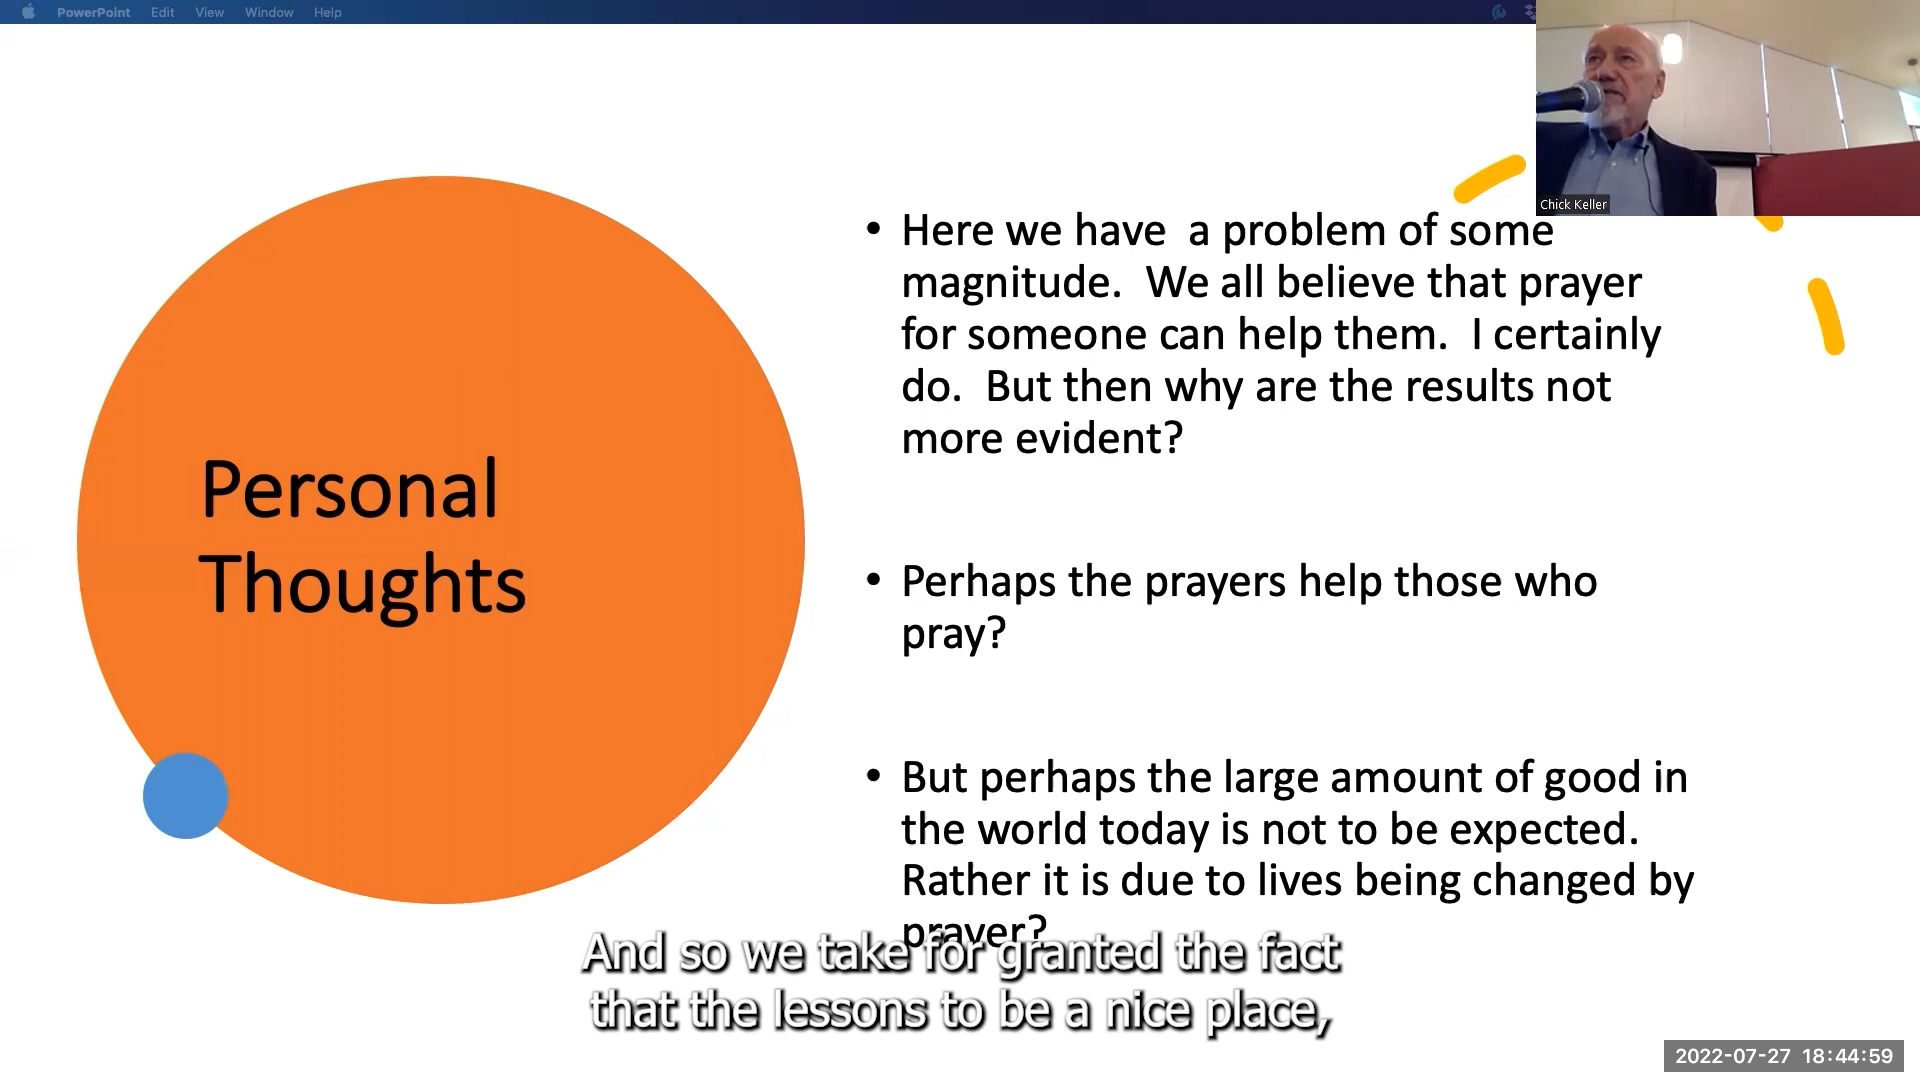 PowerPoint Edit View Window Help
Chick Keller
Personal
Thoughts
• Here we have  a problem of some
magnitude.  We all believe that prayer
for someone can help them.  I certainly
do.  But then why are the results not
more evident?
• Perhaps the prayers help those who
pray?
• But perhaps the large amount of good in
the world today is not to be expected.
Rather it is due to lives being changed by
prayer?
And so we take for granted the fact
that the lessons to be a nice place,
2022-07-27 18:44:59